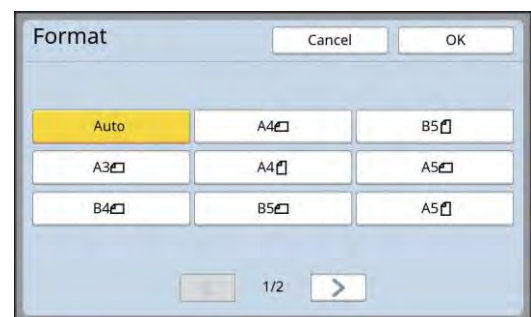 Format Cancel OK
Auto A4 B5
A3 A4 A5
B4 B5 A5
1/2